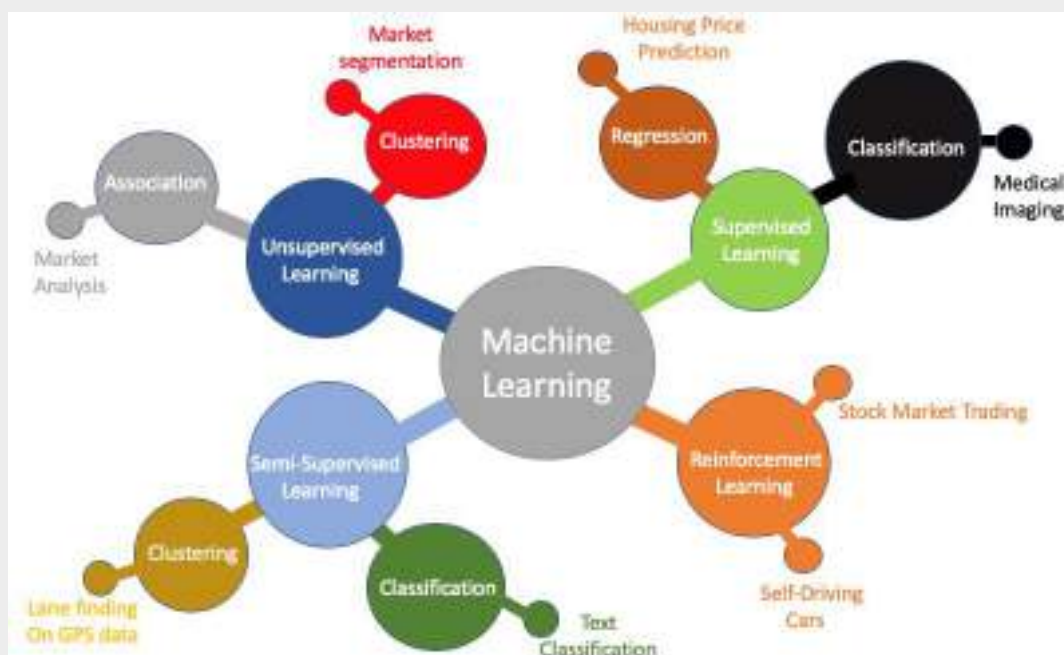 Market
segmentation
Housing Price
Prediction
Clustering
Regression
Classification
Association
Medical
Imaging
Unsupervised
Learning
Supervised
Learning
Market
Analysis
Machine
Learning
Stock Market Trading
Semi-Supervised
Learning
Reinforcement
Learning
Clustering
Classification
Lane finding
On GPS data
Text
Classification
Self-Driving
Cars